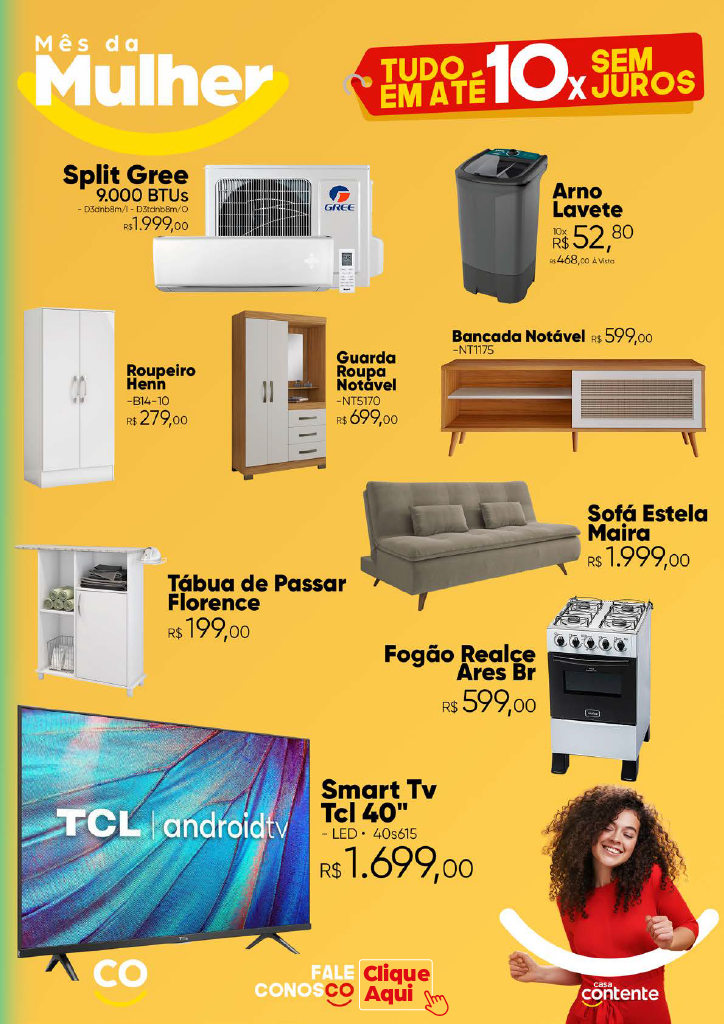 Mês da
Mulher
TUDO
EM ATÉ
10x
SEM
JUROS
Split Gree
9.000 BTUs
- D3dnb8m/I - D3tdnb8m/O
R$1.999,00
GREE
Arno
Lavete
10x
R$ 52,80
R$ 468,00 À Vista
Roupeiro
Henn
-B14-10
R$ 279,00
Guarda
Roupa
Notável
-NT5170
R$ 699,00
Bancada Notável R$ 599,00
-NT1175
Sofá Estela
Maira
R$ 1.999,00
Tábua de Passar
Florence
R$ 199,00
Fogão Realce
Ares Br
R$ 599,00
TCL | androidtv
TCL
Smart Tv
Tcl 40"
- LED • 40s615
R$ 1.699,00
CO
FALE
CONOSCO
Clique
Aqui
casa
contente